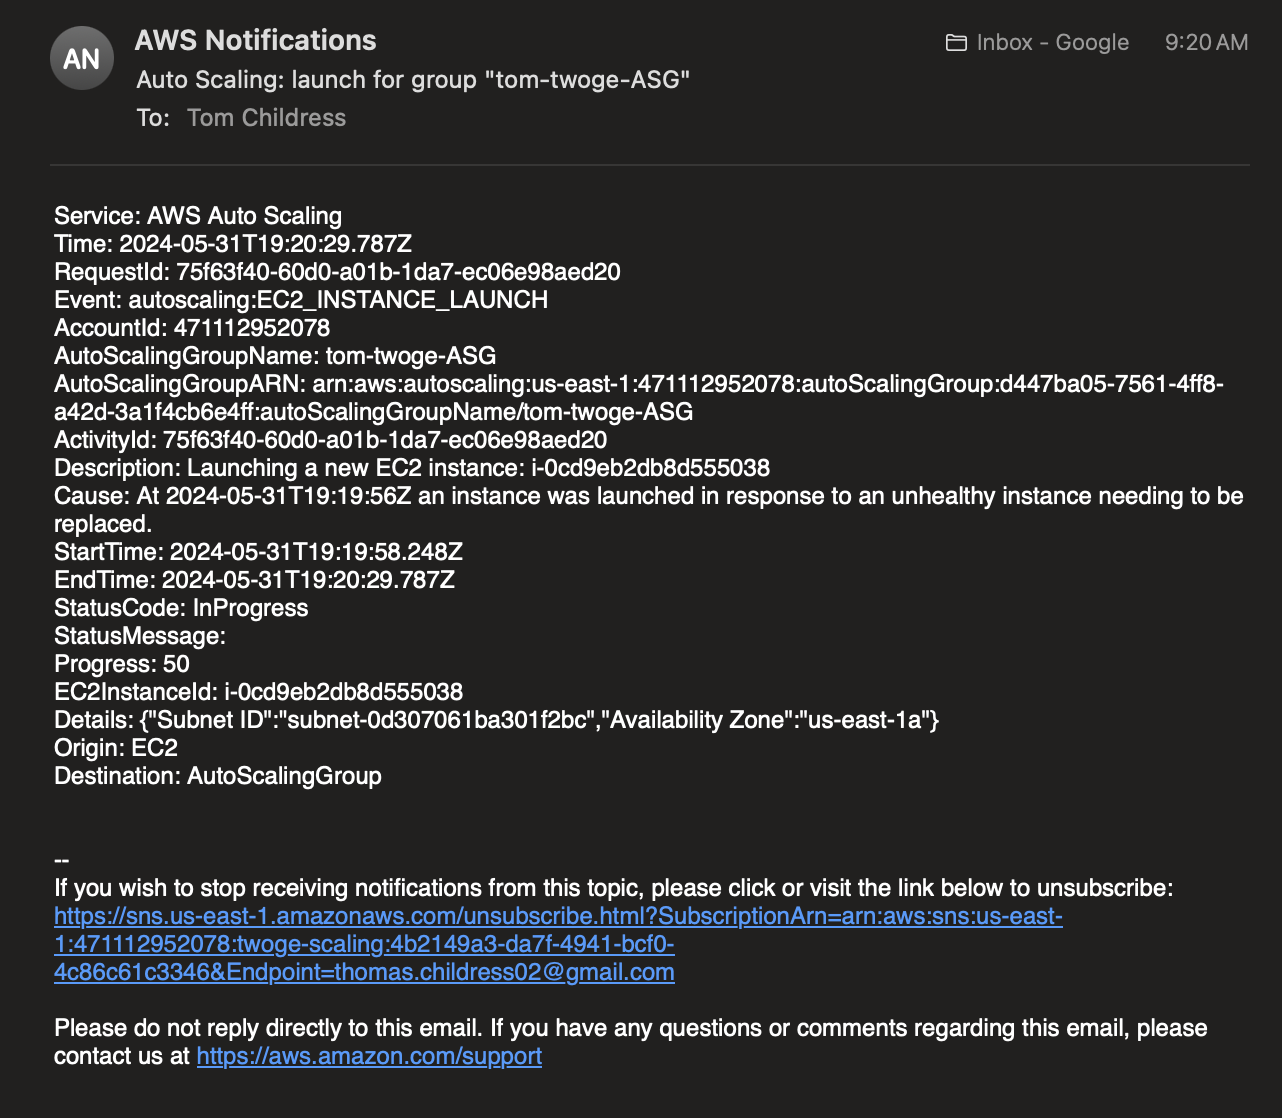 AN
AWS Notifications
Inbox - Google
9:20 AM
Auto Scaling: launch for group "tom-twoge-ASG"
To: Tom Childress
Service: AWS Auto Scaling
Time: 2024-05-31T19:20:29.787Z
RequestId: 75f63f40-60d0-a01b-1da7-ec06e98aed20
Event: autoscaling:EC2_INSTANCE_LAUNCH
AccountId: 471112952078
AutoScalingGroupName: tom-twoge-ASG
AutoScalingGroupARN: arn:aws:autoscaling:us-east-1:471112952078:autoScalingGroup:d447ba05-7561-4ff8-
a42d-3a1f4cb6e4ff:autoScalingGroupName/tom-twoge-ASG
ActivityId: 75f63f40-60d0-a01b-1da7-ec06e98aed20
Description: Launching a new EC2 instance: i-0cd9eb2db8d555038
Cause: At 2024-05-31T19:19:56Z an instance was launched in response to an unhealthy instance needing to be
replaced.
StartTime: 2024-05-31T19:19:58.248Z
EndTime: 2024-05-31T19:20:29.787Z
StatusCode: InProgress
StatusMessage:
Progress: 50
EC2InstanceId: i-0cd9eb2db8d555038
Details: {"Subnet ID":"subnet-0d307061ba301f2bc","Availability Zone":"us-east-1a"}
Origin: EC2
Destination: AutoScalingGroup
--
If you wish to stop receiving notifications from this topic, please click or visit the link below to unsubscribe:
https://sns.us-east-1.amazonaws.com/unsubscribe.html?SubscriptionArn=arn:aws:sns:us-east-
1:471112952078:twoge-scaling:4b2149a3-da7f-4941-bcf0-
4c86c61c3346&Endpoint=thomas.childress02@gmail.com
Please do not reply directly to this email. If you have any questions or comments regarding this email, please
contact us at https://aws.amazon.com/support